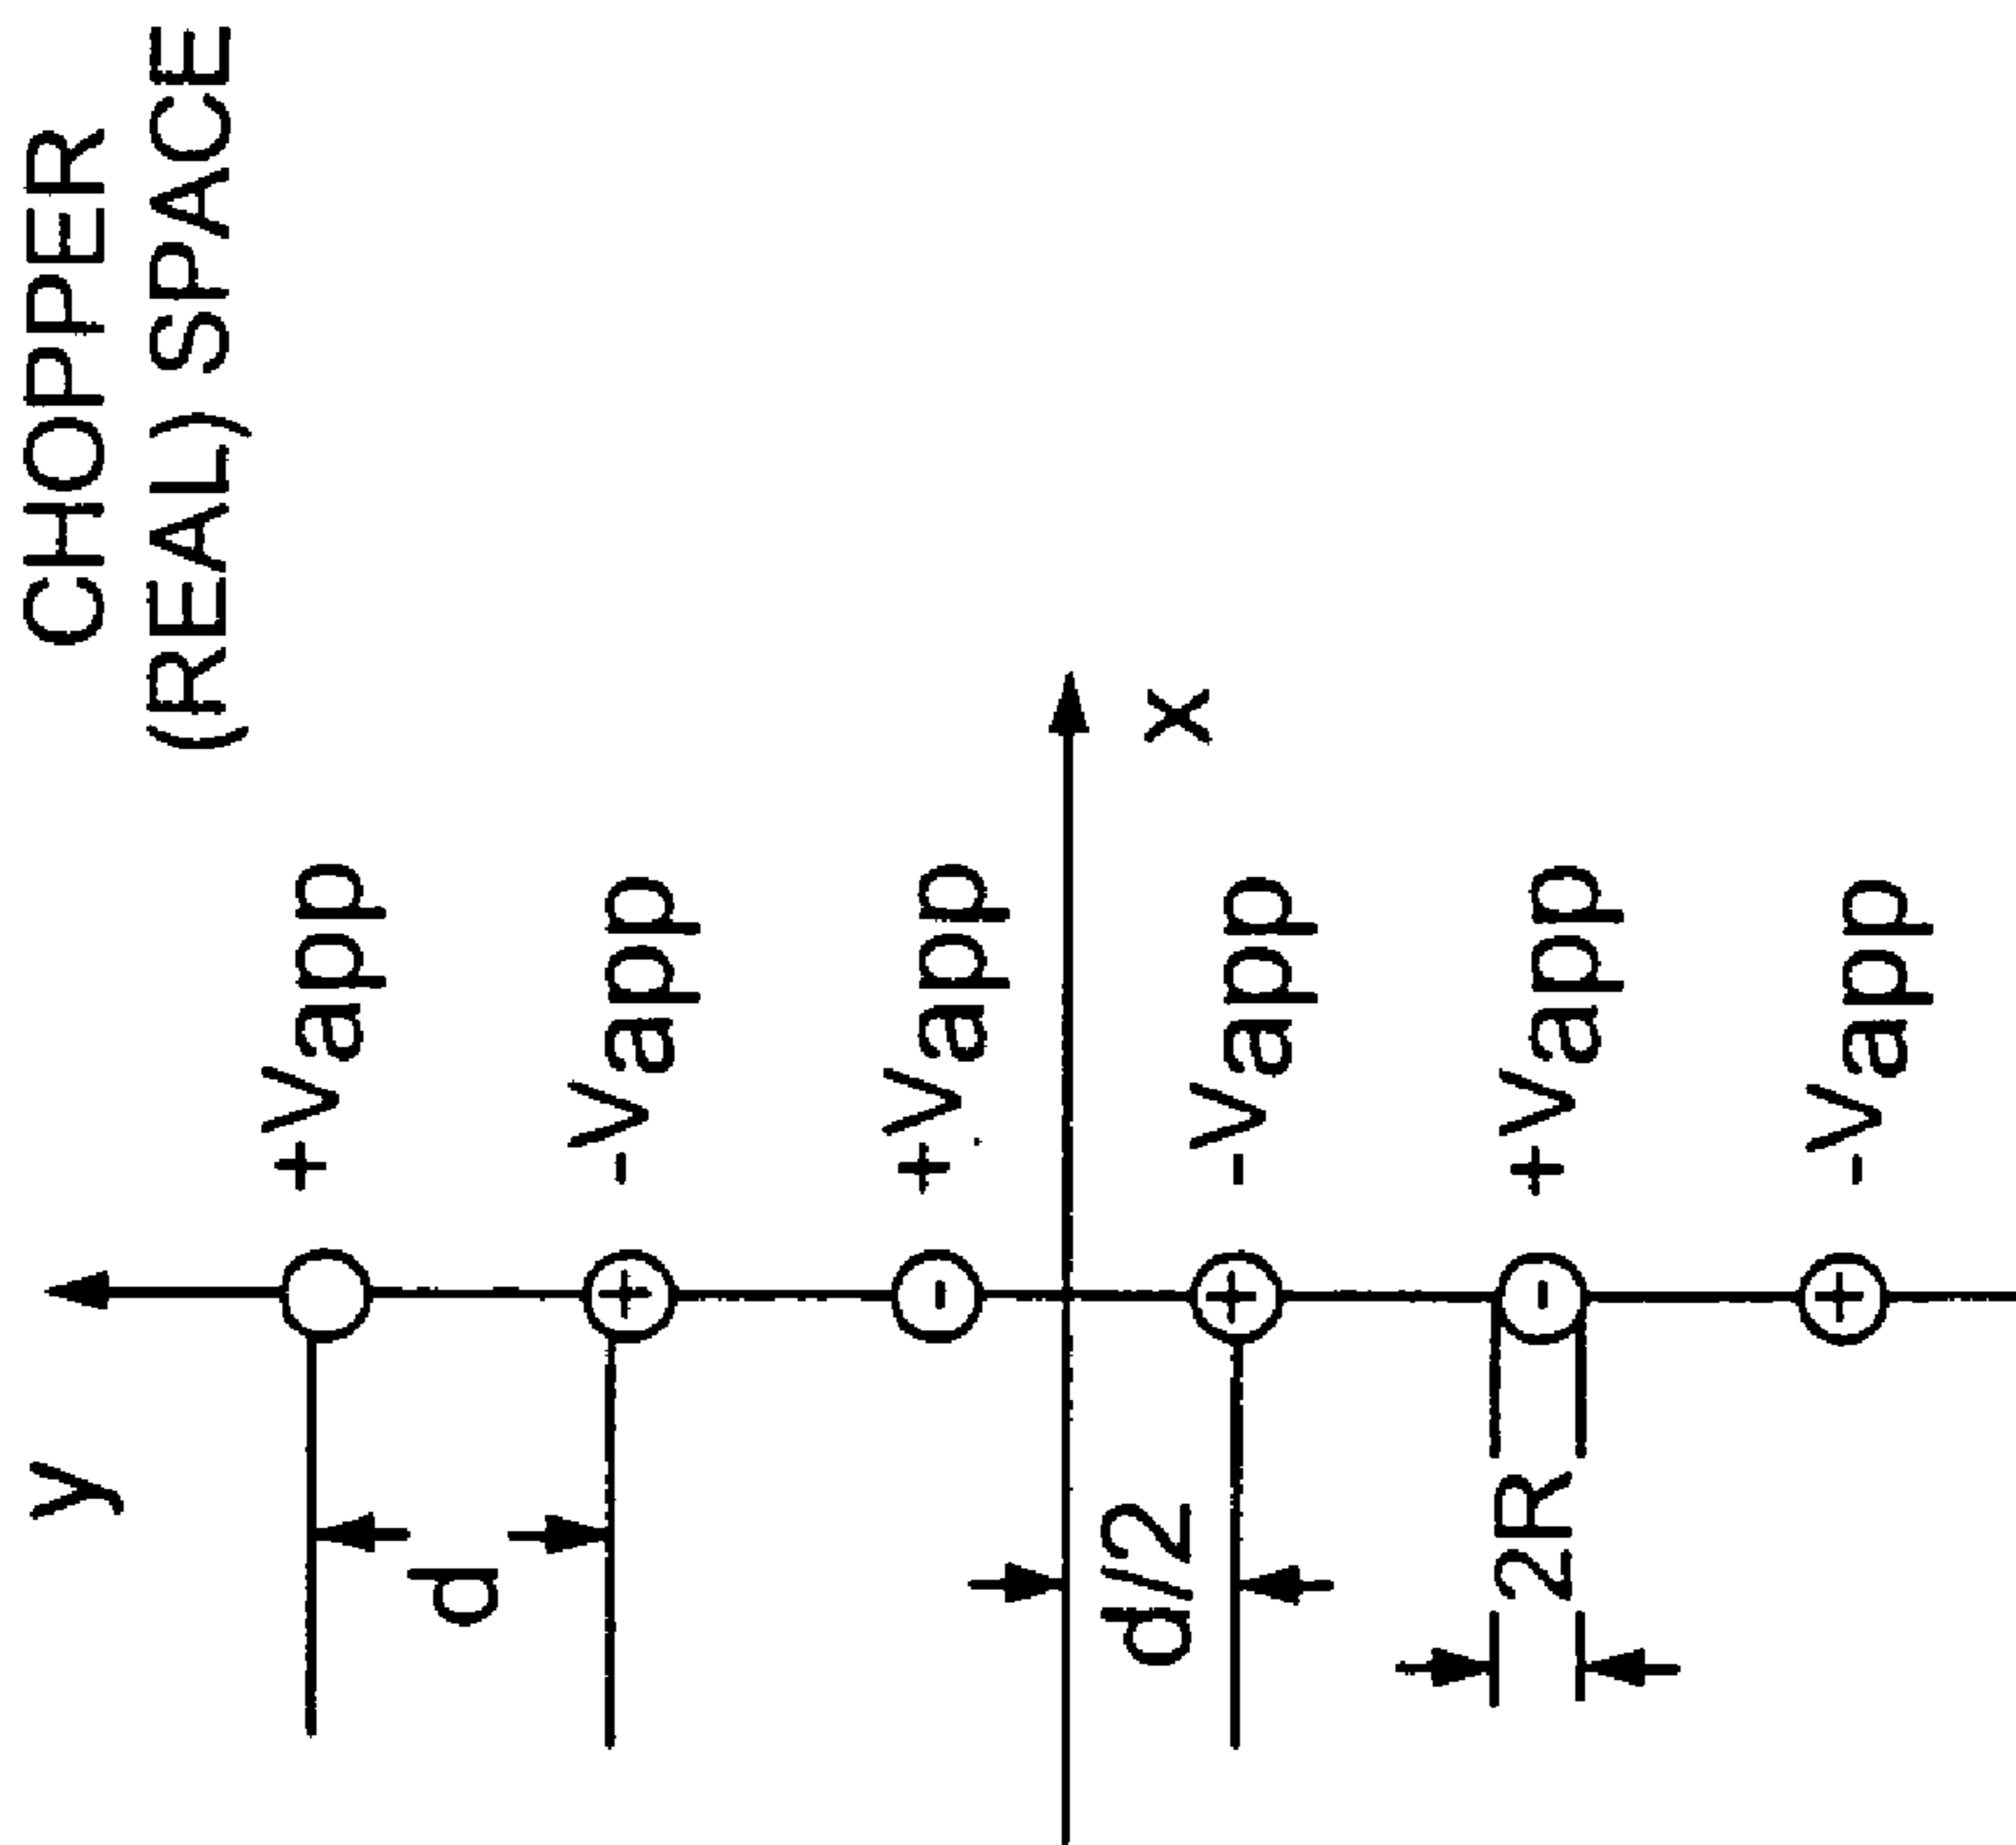 CHOPPER
(REAL) SPACE
y
+Vapp
-Vapp
+Vapp
-Vapp
+Vapp
-Vapp
x
d
d/2
2R
+
-
+
-
+